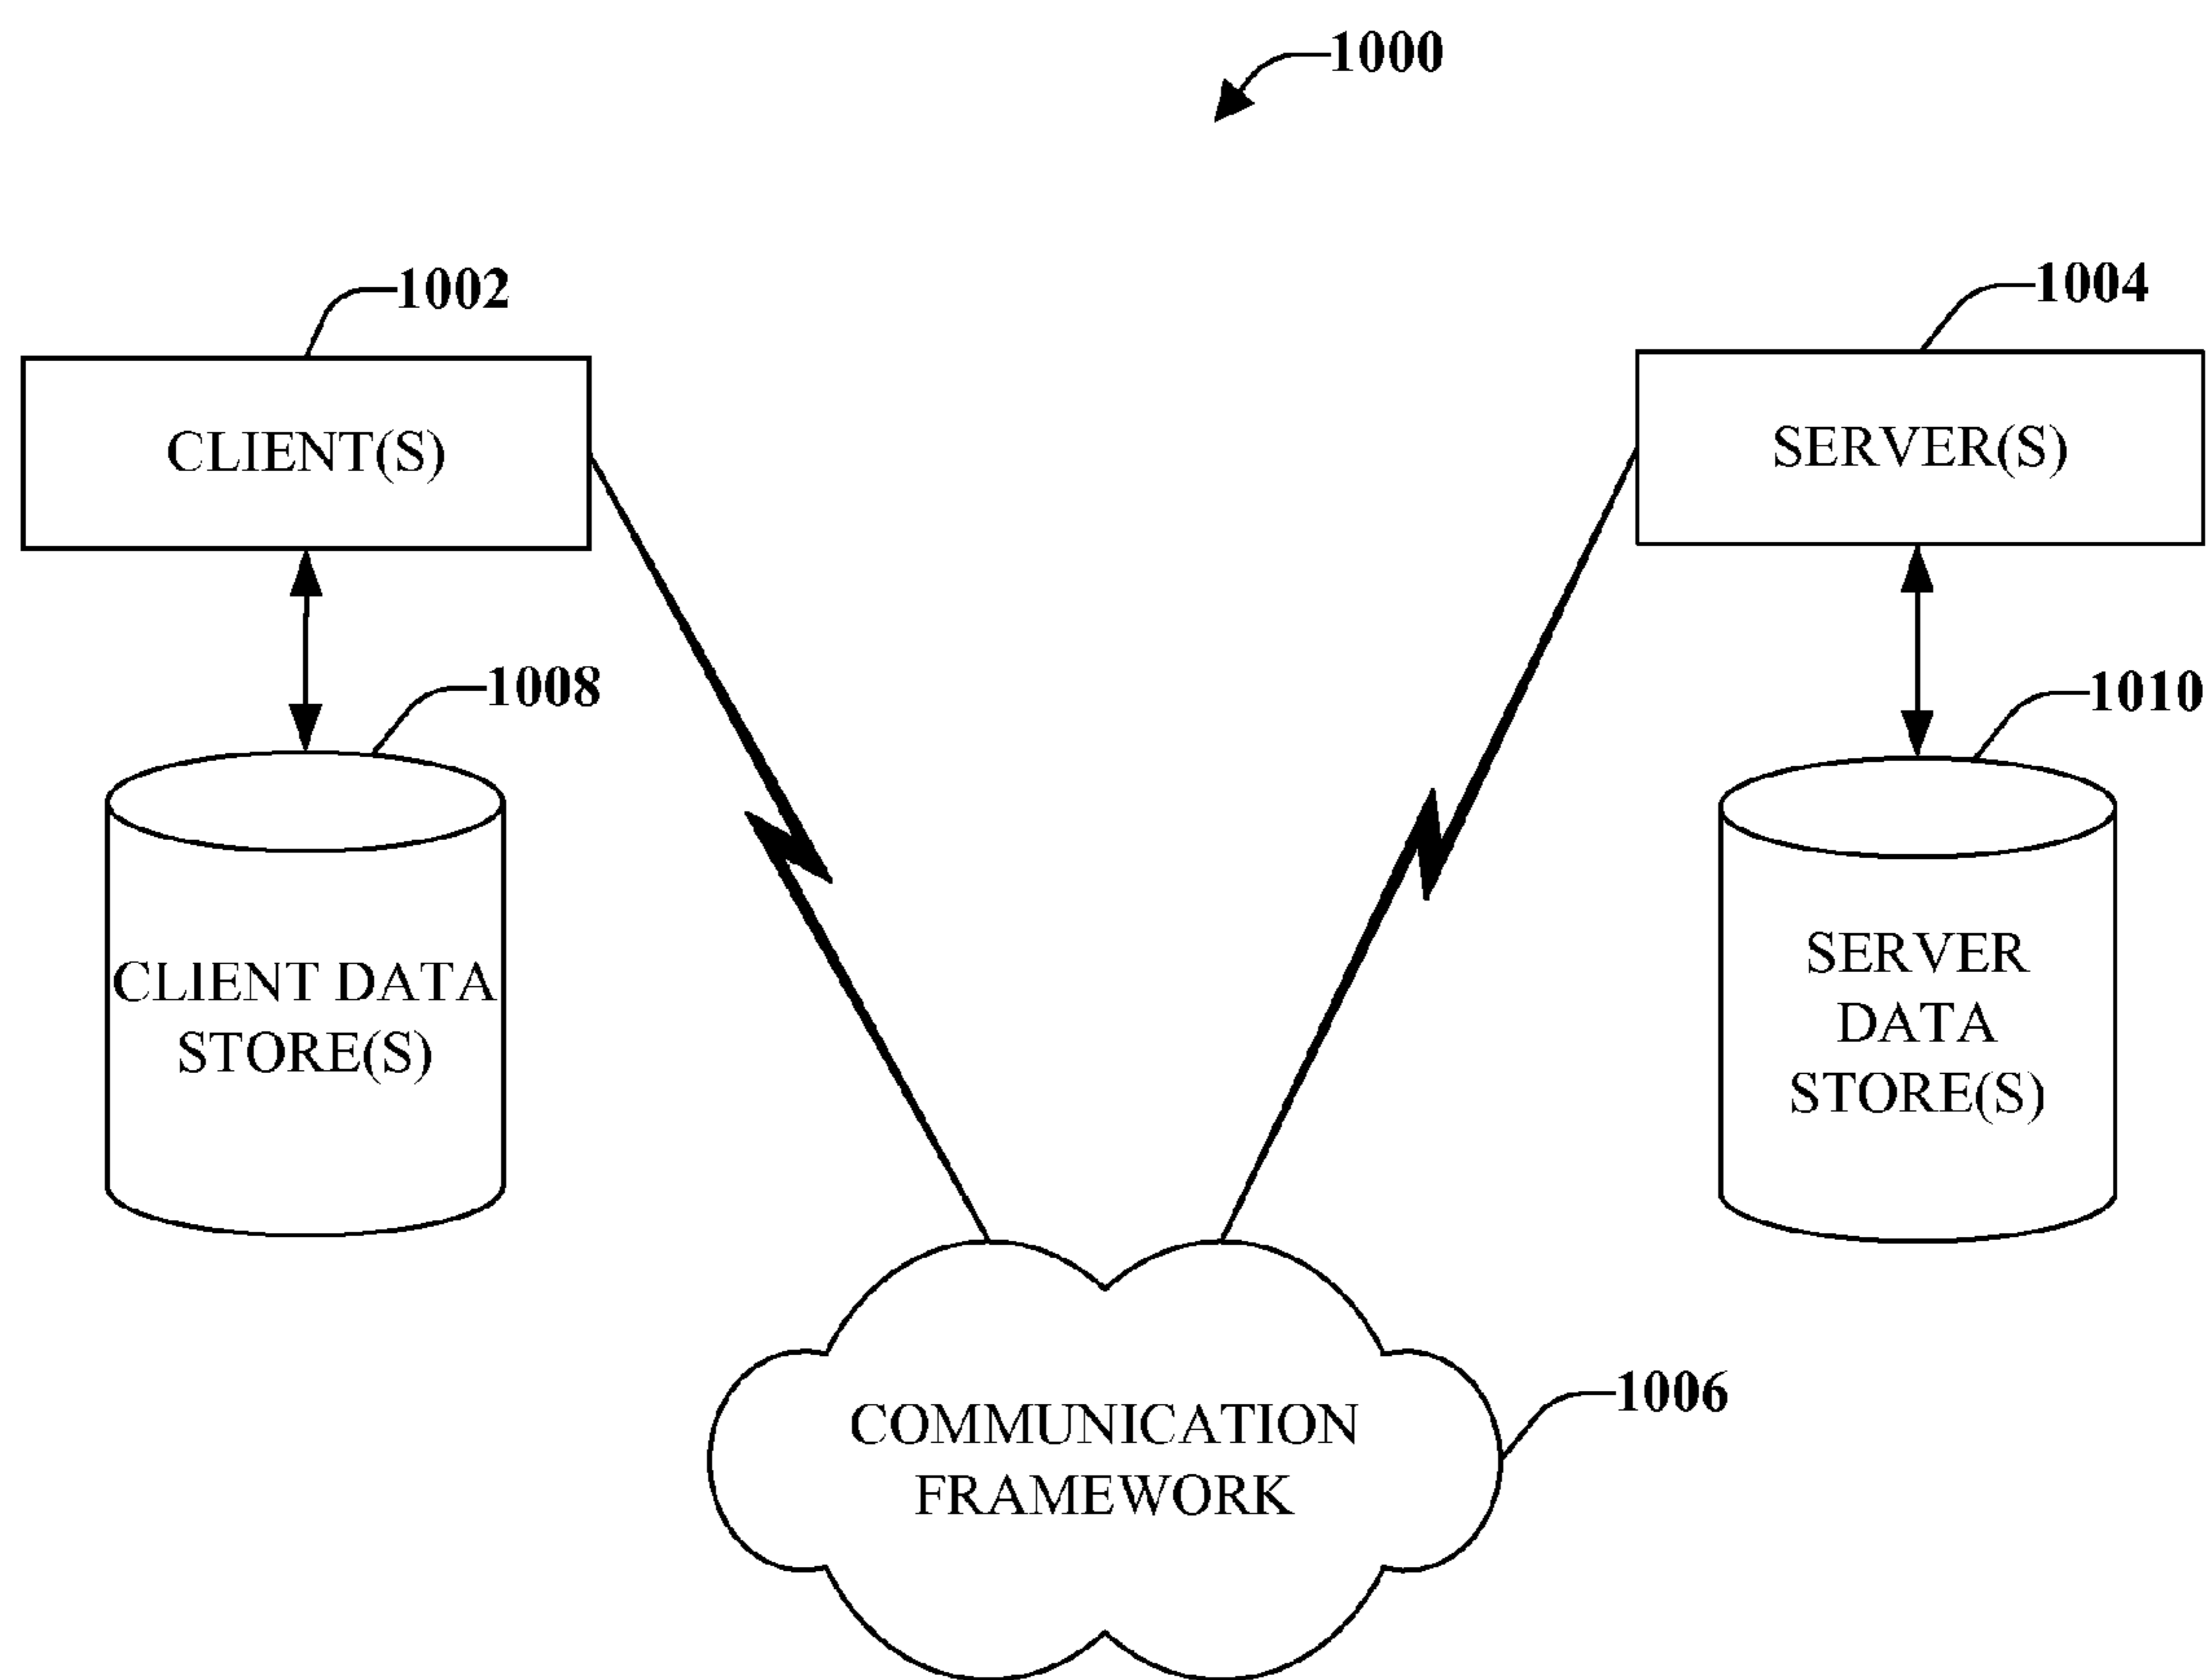 1000
1002
1004
CLIENT(S)
SERVER(S)
1008
1010
CLIENT DATA
STORE(S)
SERVER
DATA
STORE(S)
1006
COMMUNICATION
FRAMEWORK